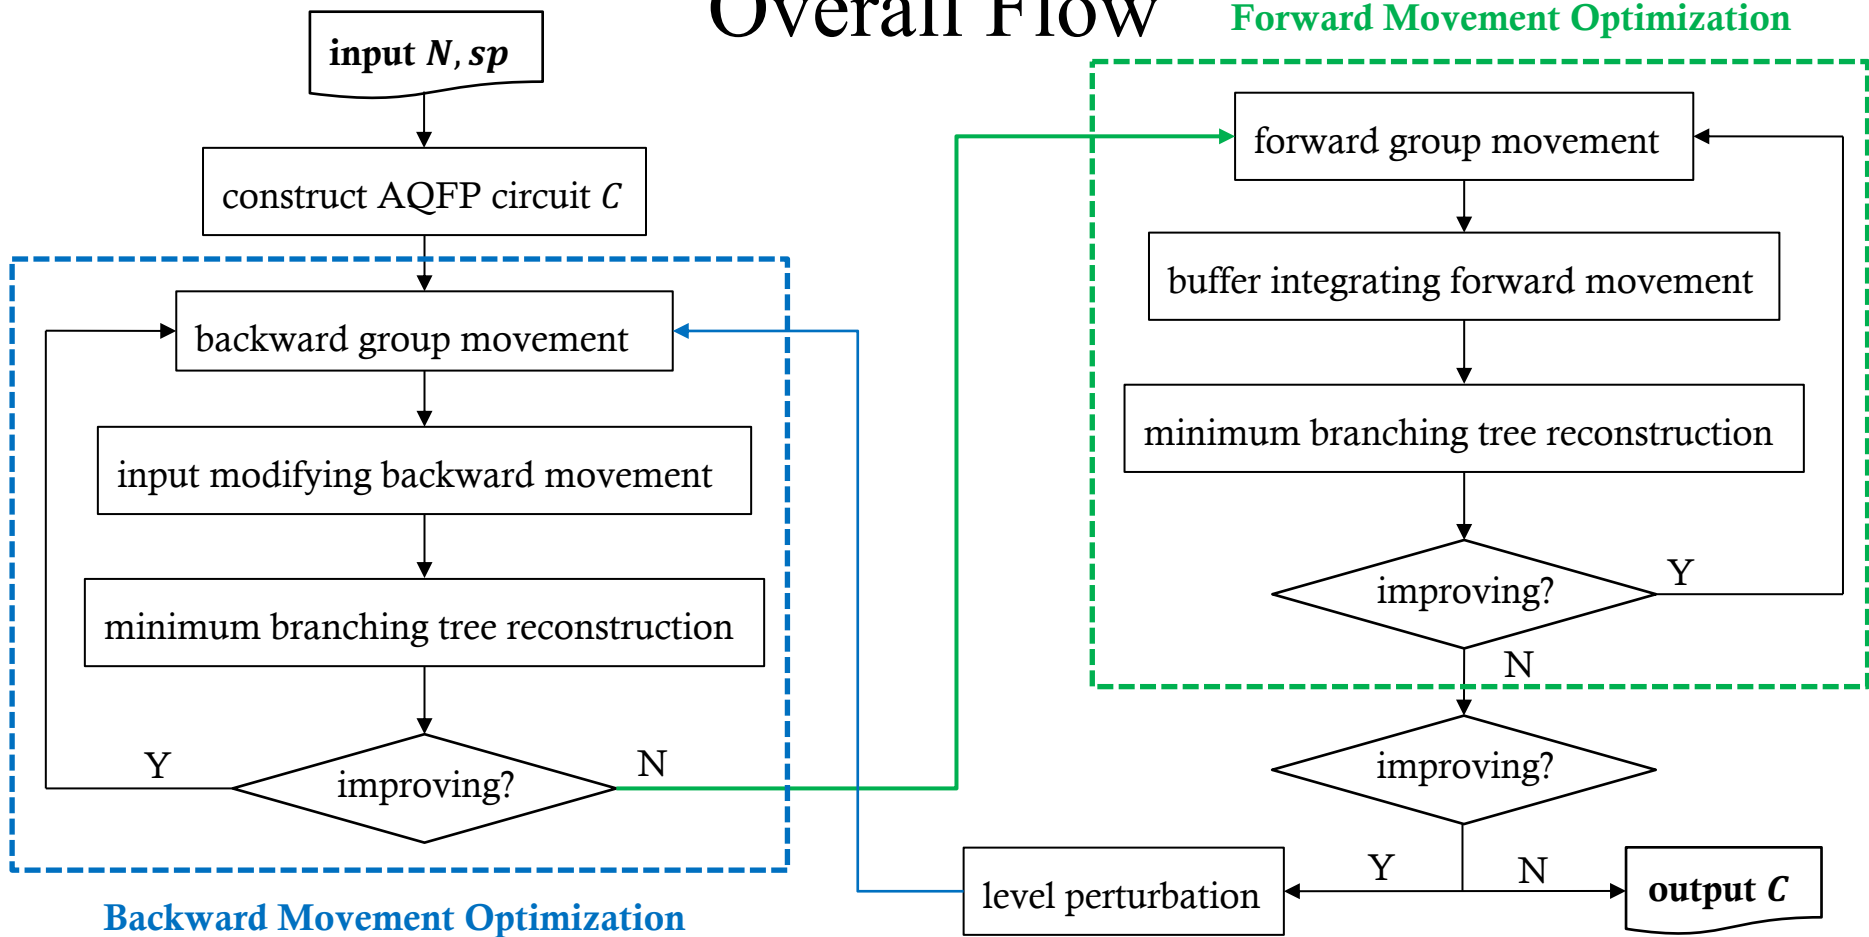 Overall Flow
input N, sp
construct AQFP circuit C
backward group movement
input modifying backward movement
minimum branching tree reconstruction
improving?
Y
N
Backward Movement Optimization
Forward Movement Optimization
forward group movement
buffer integrating forward movement
minimum branching tree reconstruction
improving?
Y
N
improving?
Y
N
level perturbation
output C